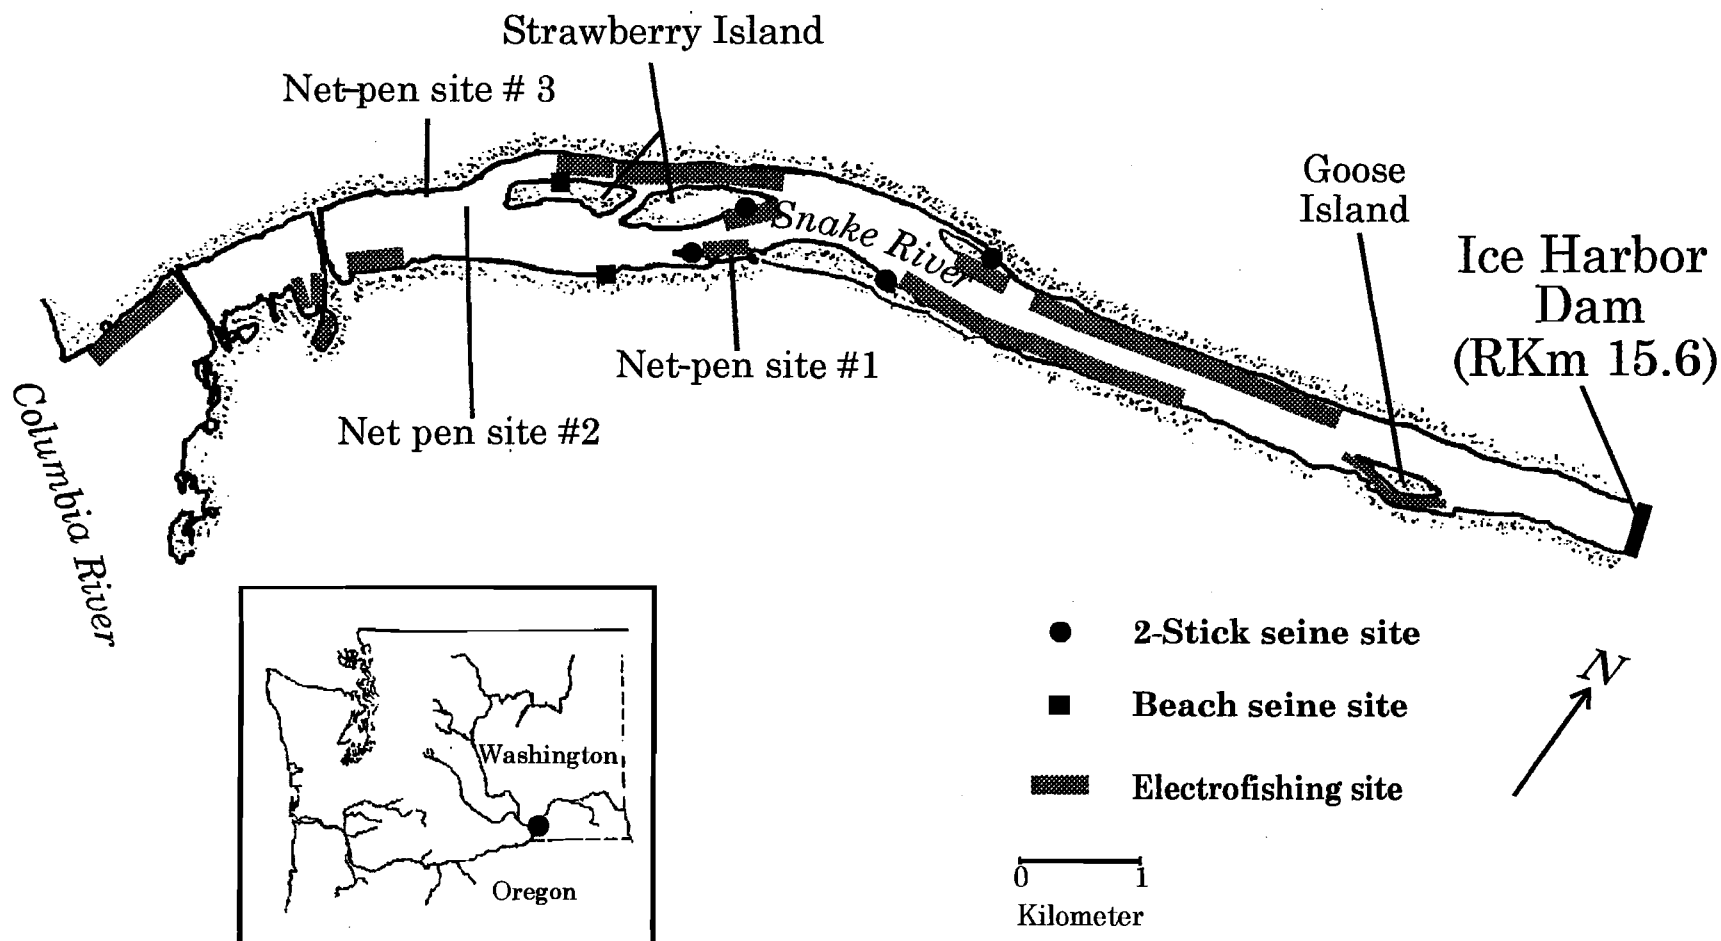 Strawberry Island
Net-pen site # 3
Goose
Island
Snake River
Ice Harbor
Dam
(RKm 15.6)
Net-pen site #1
Net pen site #2
Columbia River
2-Stick seine site
Beach seine site
Electrofishing site
N
0 1
Kilometer
Washington
Oregon